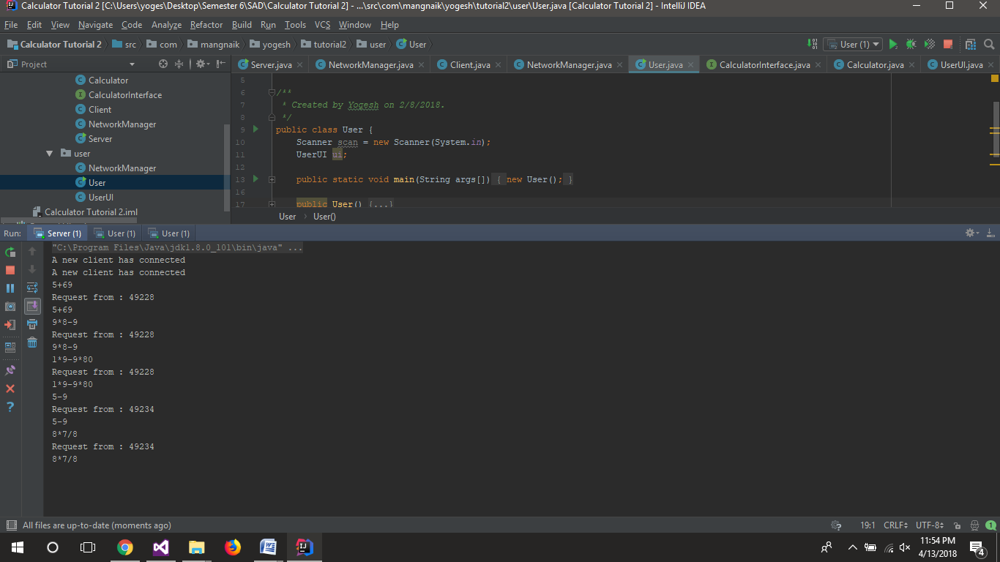 Calculator Tutorial 2 [C:\Users\yoges\Desktop\Semester 6\SAD\Calculator Tutorial 2] - ...\src\com\mangnaik\yogesh\tutorial2\user\User.java [Calculator Tutorial 2] - IntelliJ IDEA
File Edit View Navigate Code Analyze Refactor Build Run Tools VCS Window Help
Calculator Tutorial 2 src com mangnaik yogesh tutorial2 user User User (1)
Project
Server.java NetworkManager.java Client.java NetworkManager.java User.java CalculatorInterface.java Calculator.java UserUI.java
Calculator
CalculatorInterface
Client
NetworkManager
Server
user
NetworkManager
User
UserUI
Calculator Tutorial 2.iml
5
6 /**
7 * Created by Yogesh on 2/8/2018.
8 */
9 public class User {
10 Scanner scan = new Scanner(System.in);
11 UserUI ui;
12
13 public static void main(String args[]) { new User(); }
16
17 public User() {...}
User User()
Run: Server (1) User (1) User (1)
"C:\Program Files\Java\jdk1.8.0_101\bin\java" ...
A new client has connected
A new client has connected
5+69
Request from : 49228
5+69
9*8-9
Request from : 49228
9*8-9
1*9-9*80
Request from : 49228
1*9-9*80
5-9
Request from : 49234
5-9
8*7/8
Request from : 49234
8*7/8
All files are up-to-date (moments ago) 19:1 CRLF UTF-8 1
11:54 PM
4/13/2018
4